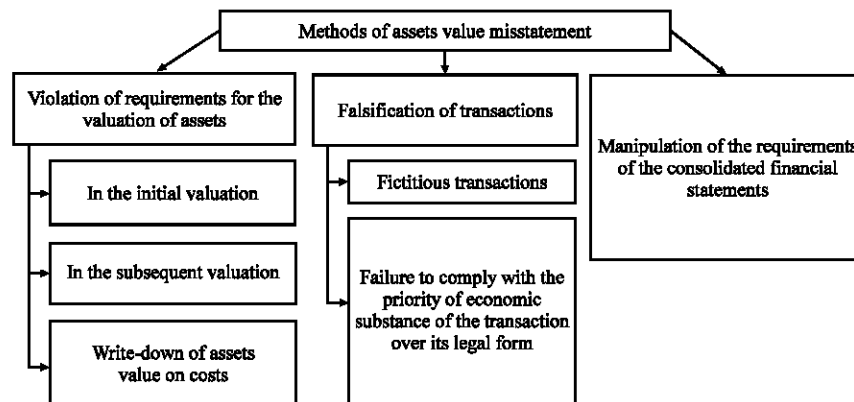 Methods of assets value misstatement
Violation of requirements for the
valuation of assets
In the initial valuation
In the subsequent valuation
Write-down of assets
value on costs
Falsification of transactions
Fictitious transactions
Failure to comply with the
priority of economic
substance of the transaction
over its legal form
Manipulation of the requirements
of the consolidated financial
statements